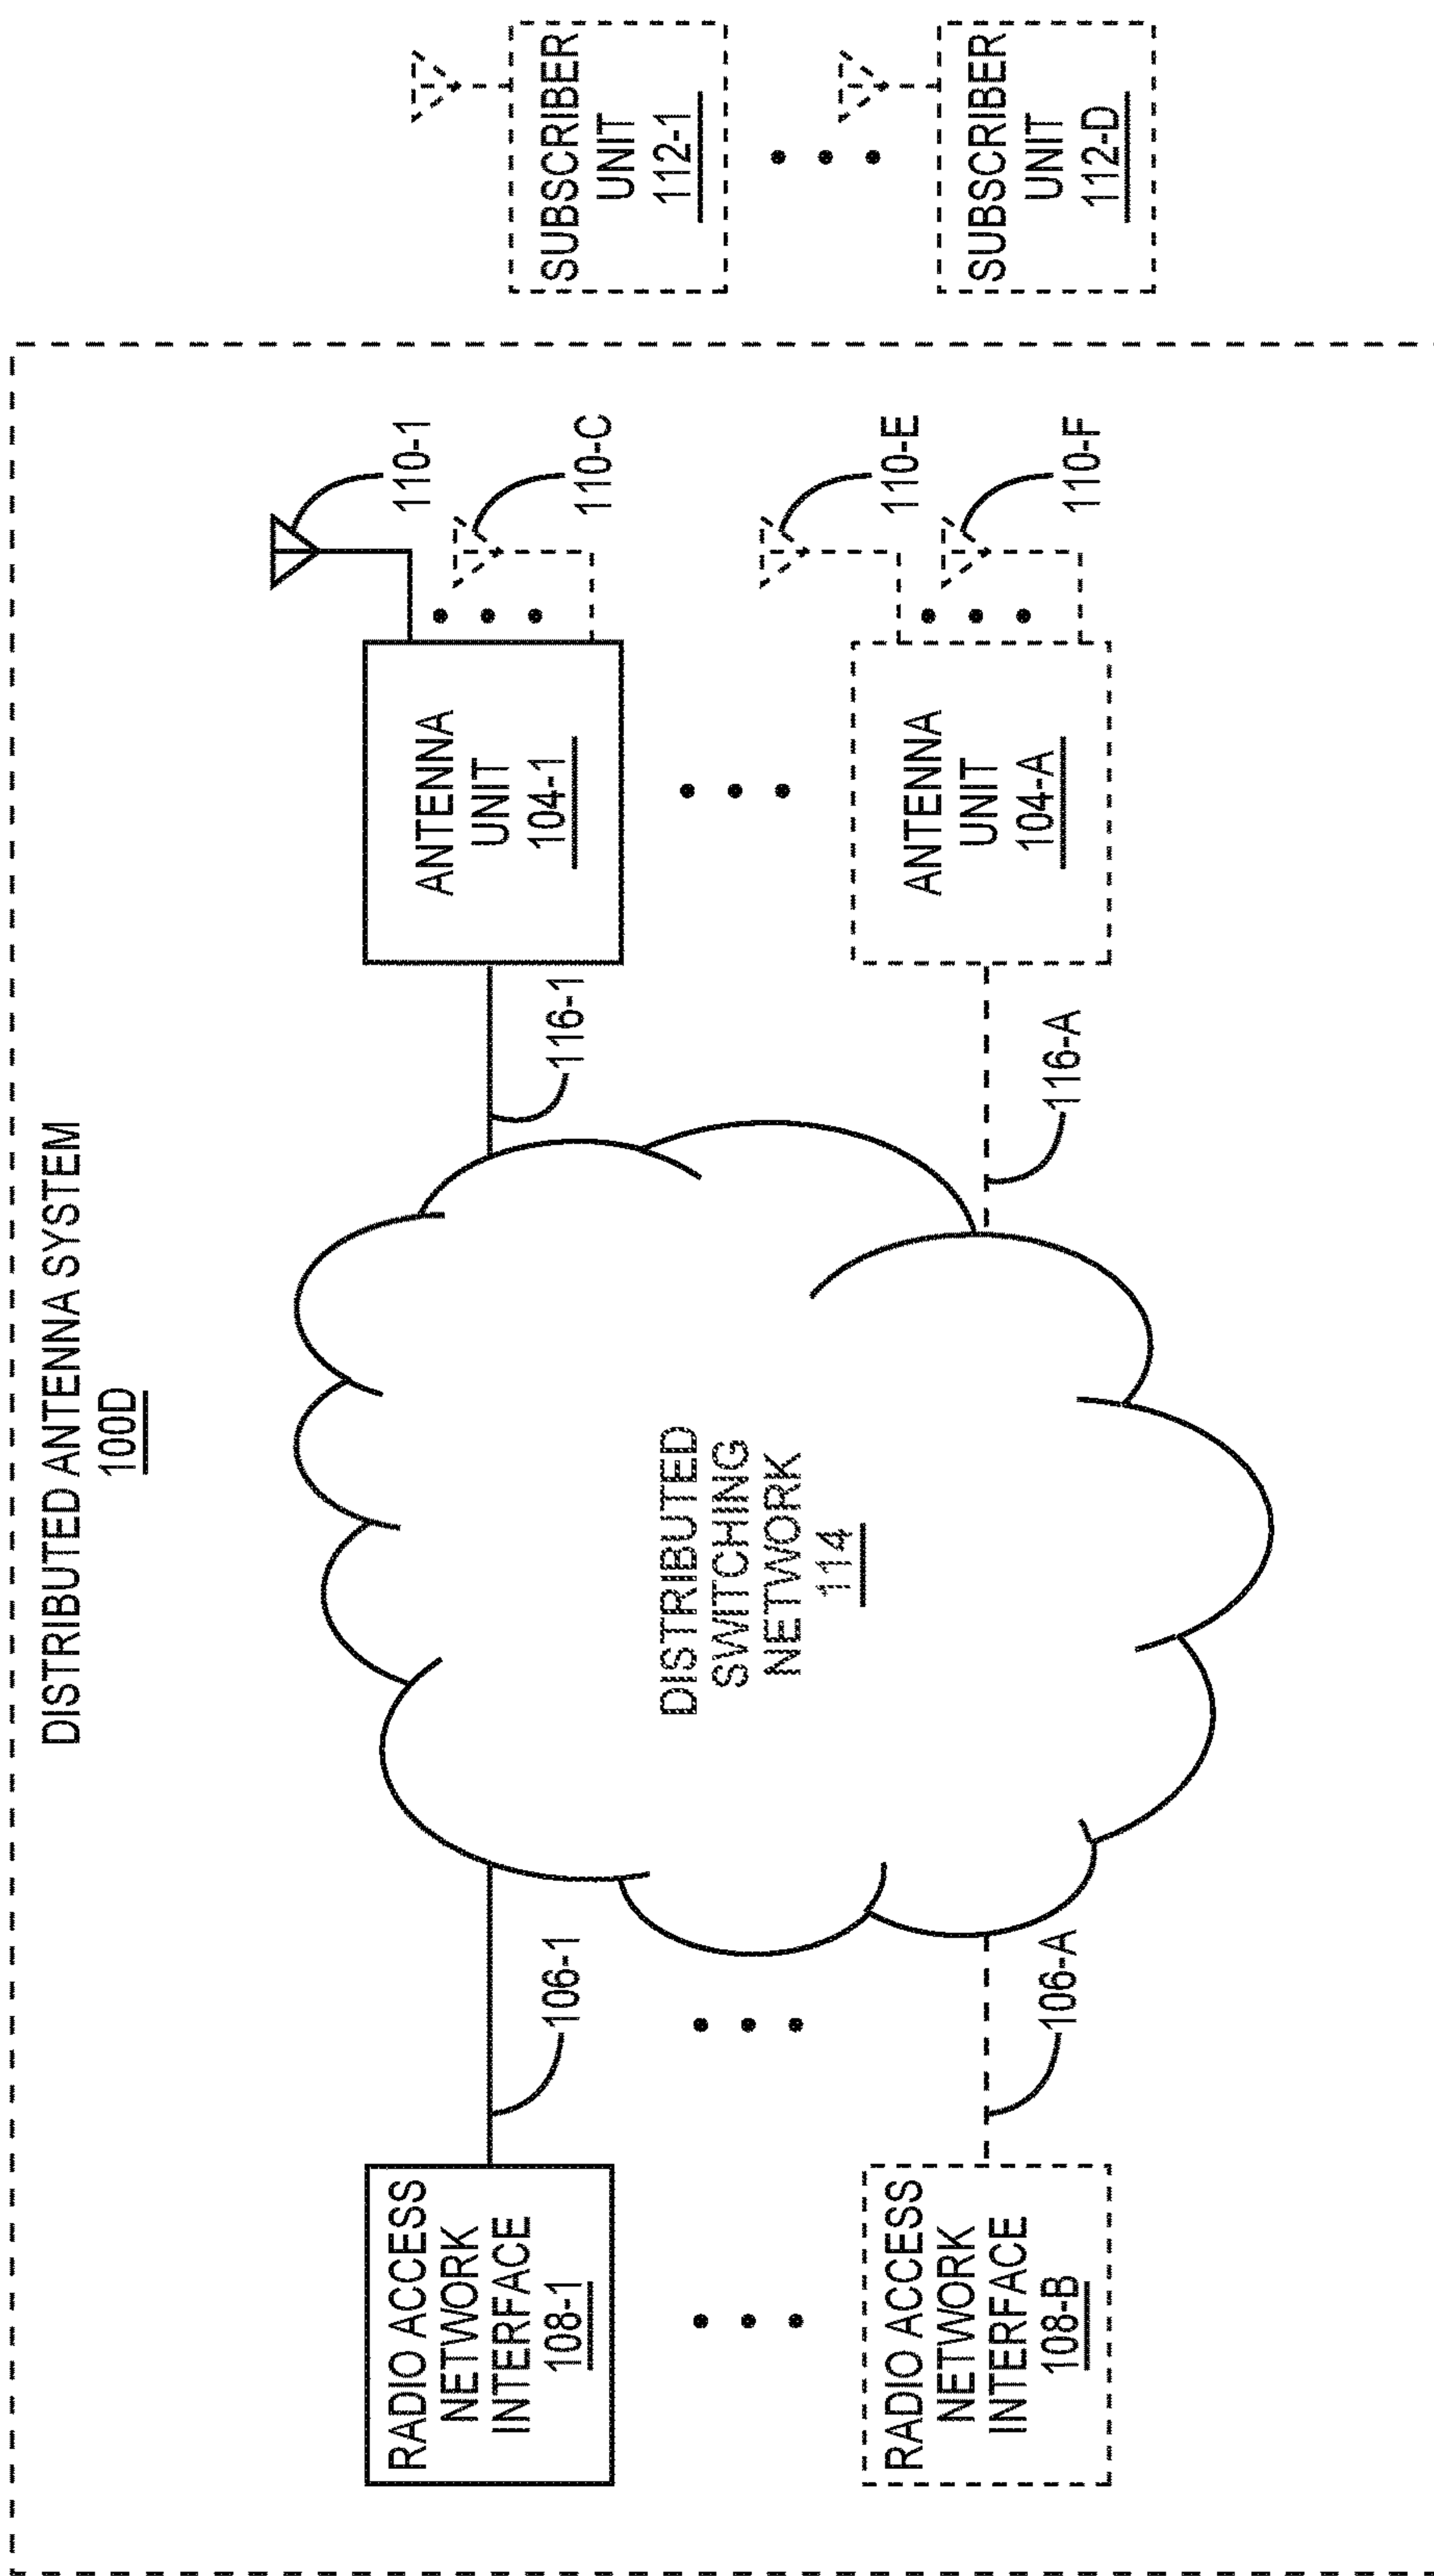 DISTRIBUTED ANTENNA SYSTEM
100D
RADIO ACCESS
NETWORK
INTERFACE
108-1
106-1
RADIO ACCESS
NETWORK
INTERFACE
108-B
106-A
DISTRIBUTED
SWITCHING
NETWORK
114
116-1
116-A
ANTENNA
UNIT
104-1
ANTENNA
UNIT
104-A
110-1
110-C
110-E
110-F
SUBSCRIBER
UNIT
112-1
SUBSCRIBER
UNIT
112-D